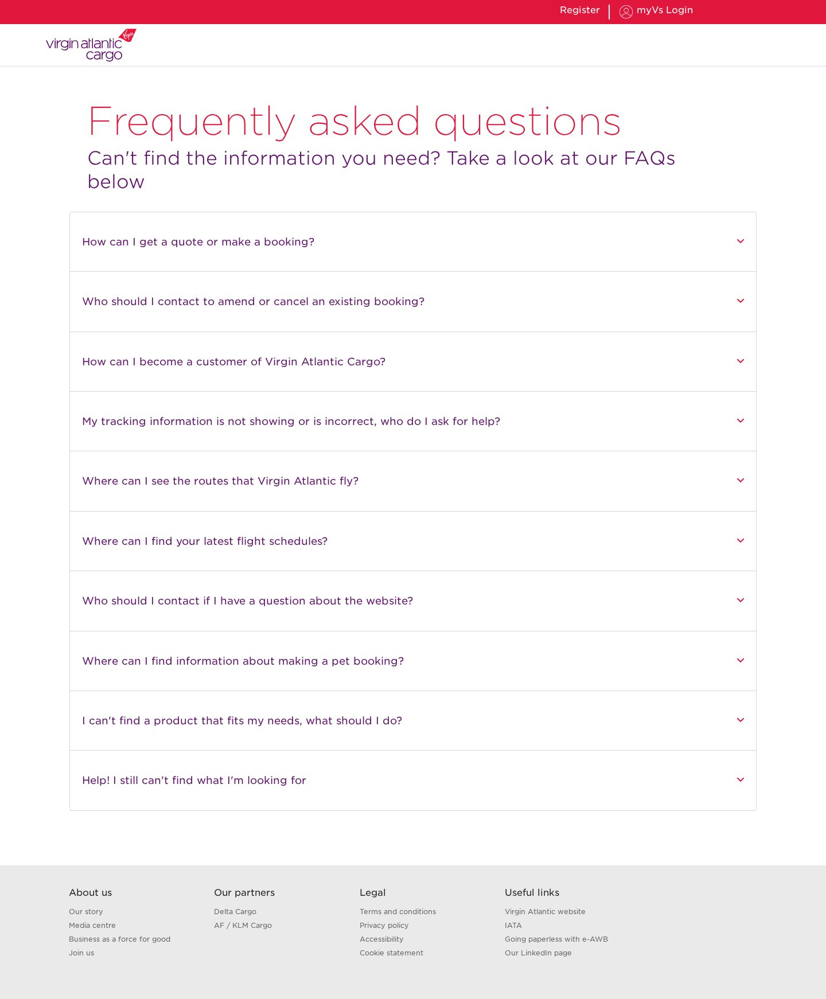 Register
myVs Login
virgin atlantic
cargo
Virgin
Frequently asked questions
Can't find the information you need? Take a look at our FAQs
below
How can I get a quote or make a booking?
Who should I contact to amend or cancel an existing booking?
How can I become a customer of Virgin Atlantic Cargo?
My tracking information is not showing or is incorrect, who do I ask for help?
Where can I see the routes that Virgin Atlantic fly?
Where can I find your latest flight schedules?
Who should I contact if I have a question about the website?
Where can I find information about making a pet booking?
I can't find a product that fits my needs, what should I do?
Help! I still can't find what I'm looking for
About us
Our story
Media centre
Business as a force for good
Join us
Our partners
Delta Cargo
AF / KLM Cargo
Legal
Terms and conditions
Privacy policy
Accessibility
Cookie statement
Useful links
Virgin Atlantic website
IATA
Going paperless with e-AWB
Our LinkedIn page